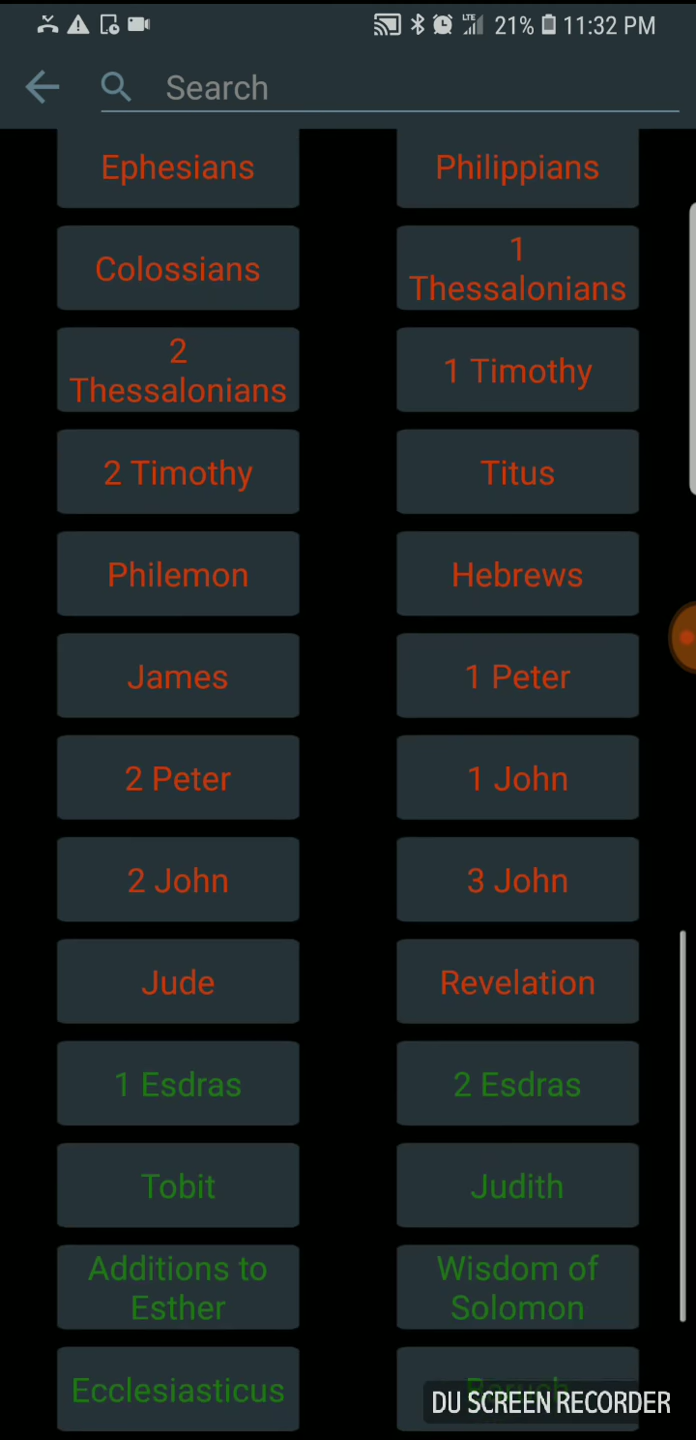 LTE 21% 11:32 PM
Search
Ephesians
Philippians
Colossians
1
Thessalonians
2
Thessalonians
1 Timothy
2 Timothy
Titus
Philemon
Hebrews
James
1 Peter
2 Peter
1 John
2 John
3 John
Jude
Revelation
1 Esdras
2 Esdras
Tobit
Judith
Additions to
Esther
Wisdom of
Solomon
Ecclesiasticus
DU SCREEN RECORDER